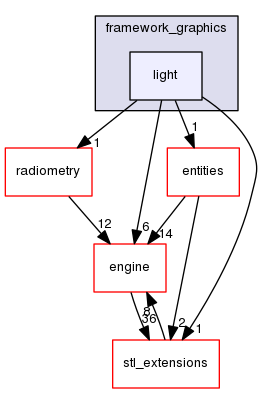 framework_graphics
light
1
1
radiometry
entities
12
6
14
engine
8
36
2
1
stl_extensions